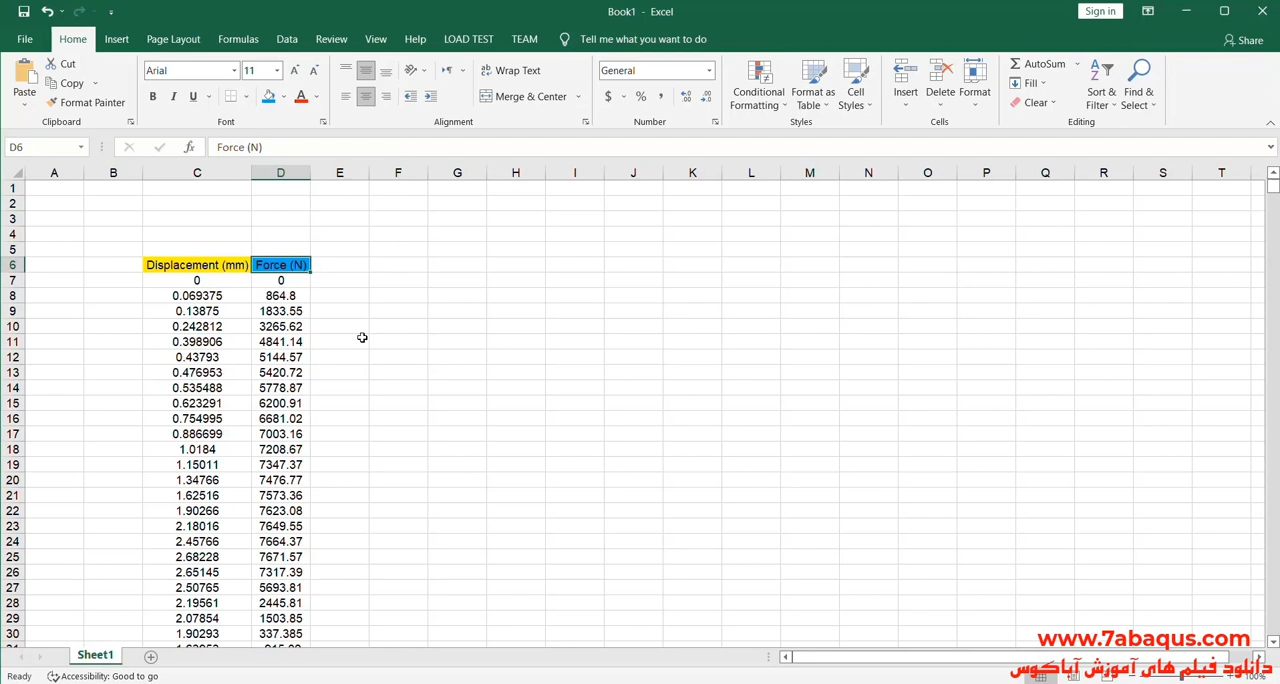 Book1 - Excel
Sign in
File Home Insert Page Layout Formulas Data Review View Help LOAD TEST TEAM Tell me what you want to do Share
Paste Cut Copy Format Painter Clipboard
Arial 11 A A B I U A Font
Wrap Text Merge & Center Alignment
General $ % , Number
Conditional Formatting Format as Table Cell Styles Styles
Insert Delete Format Cells
AutoSum Fill Clear Sort & Filter Find & Select Editing
D6 fx Force (N)
A B C D E F G H I J K L M N O P Q R S T
1
2
3
4
5
6 Displacement (mm) Force (N)
7 0 0
8 0.069375 864.8
9 0.13875 1833.55
10 0.242812 3265.62
11 0.398906 4841.14
12 0.43793 5144.57
13 0.476953 5420.72
14 0.535488 5778.87
15 0.623291 6200.91
16 0.754995 6681.02
17 0.886699 7003.16
18 1.0184 7208.67
19 1.15011 7347.37
20 1.34766 7476.77
21 1.62516 7573.36
22 1.90266 7623.08
23 2.18016 7649.55
24 2.45766 7664.37
25 2.68228 7671.57
26 2.65145 7317.39
27 2.50765 5693.81
28 2.19561 2445.81
29 2.07854 1503.85
30 1.90293 337.385
Sheet1
www.7abaqus.com
Ready Accessibility: Good to go 100%
دانلود فیلم های آموزش آباکوس